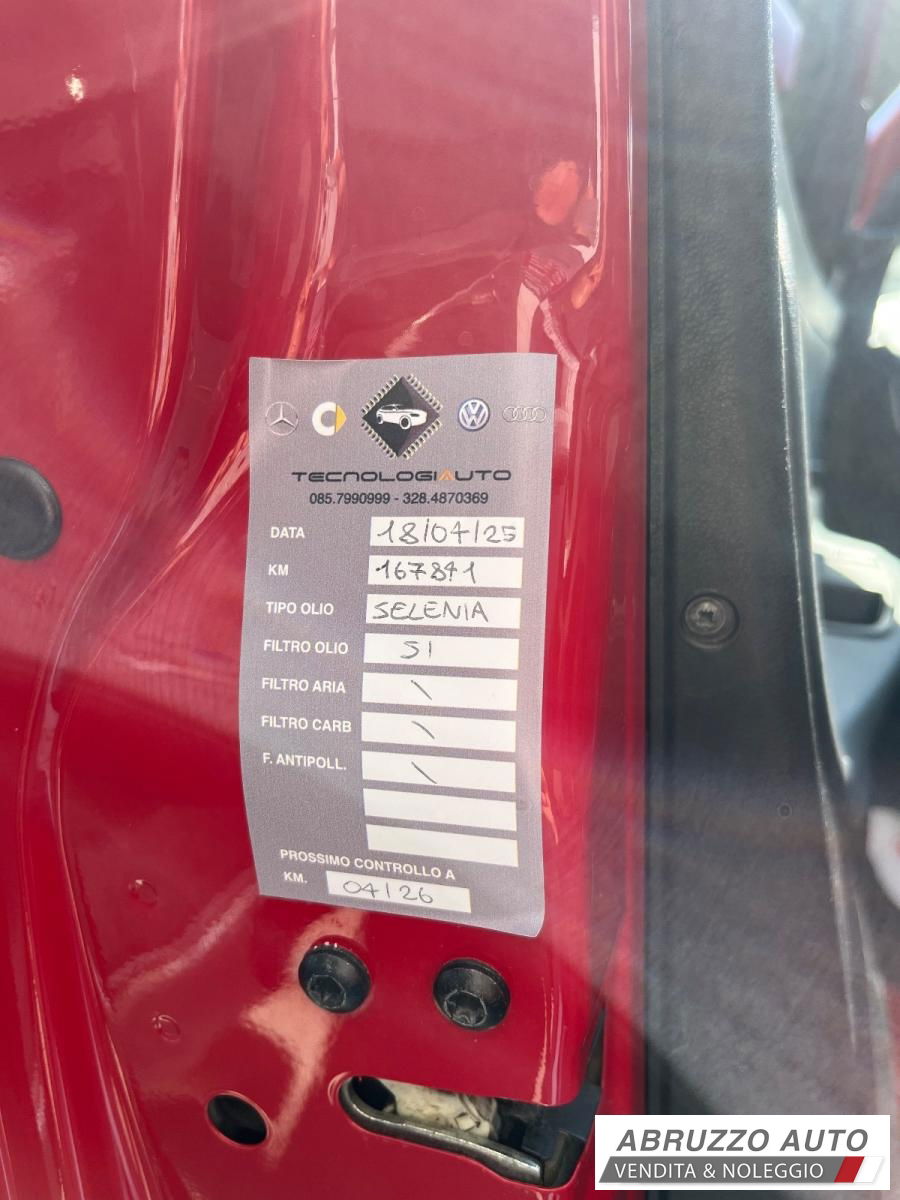 TECNOLOGIAUTO
085.7990999 - 328.4870369
DATA 18/04/25
KM 167841
TIPO OLIO SELENIA
FILTRO OLIO SI
FILTRO ARIA \
FILTRO CARB \
F. ANTIPOLL. \
PROSSIMO CONTROLLO A
KM. 04/26
ABRUZZO AUTO
VENDITA & NOLEGGIO